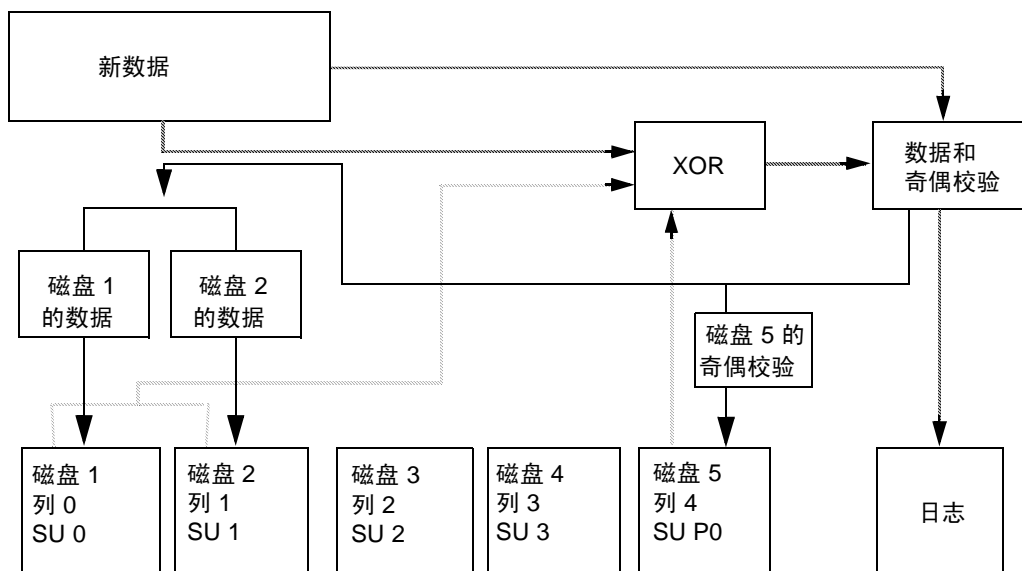 新数据
XOR
数据和
奇偶校验
磁盘 1
的数据
磁盘 2
的数据
磁盘 5 的
奇偶校验
磁盘 1
列 0
SU 0
磁盘 2
列 1
SU 1
磁盘 3
列 2
SU 2
磁盘 4
列 3
SU 3
磁盘 5
列 4
SU P0
日志